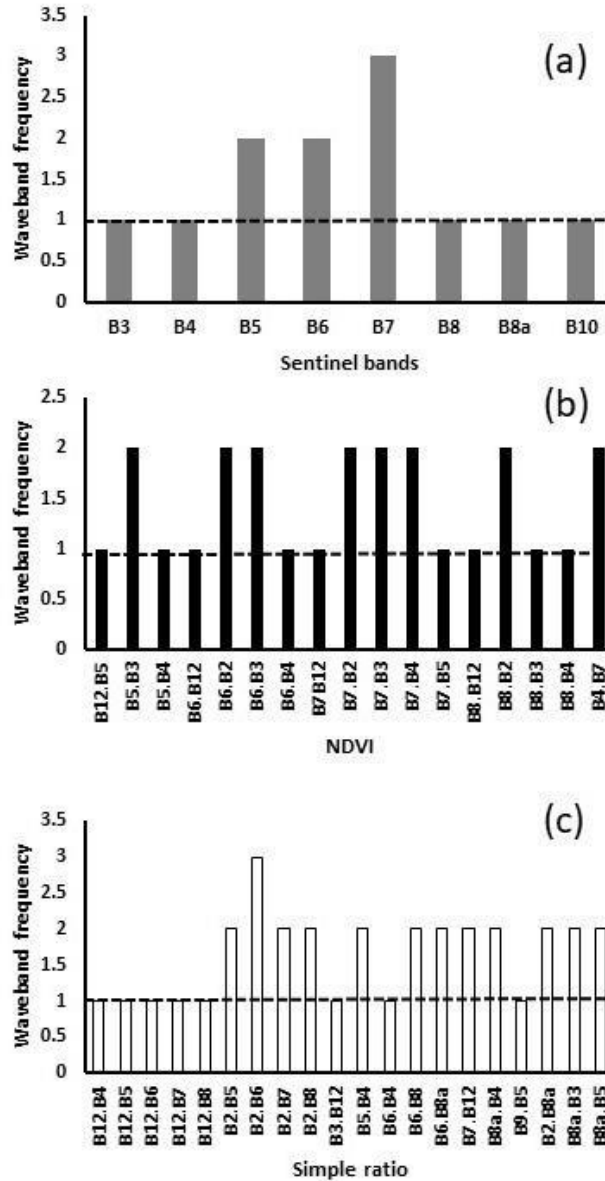 3.5
3
2.5
2
1.5
1
0.5
0
Waveband frequency
(a)
B3 B4 B5 B6 B7 B8 B8a B10
Sentinel bands
2.5
2
1.5
1
0.5
0
Waveband frequency
(b)
B12.B5
B5.B3
B5.B4
B6.B12
B6.B2
B6.B3
B6.B4
B7B12
B7.B2
B7.B3
B7.B4
B7.B5
B8.B12
B8.B2
B8.B3
B8.B4
B4.B7
NDVI
3.5
3
2.5
2
1.5
1
0.5
0
Waveband frequency
(c)
B12.B4
B12.B5
B12.B6
B12.B7
B12.B8
B2.B5
B2.B6
B2.B7
B2.B8
B3.B12
B5.B4
B6.B4
B6.B8
B6.B8a
B7.B12
B8a.B4
B9.B5
B2.B8a
B8a.B3
B8a.B5
Simple ratio